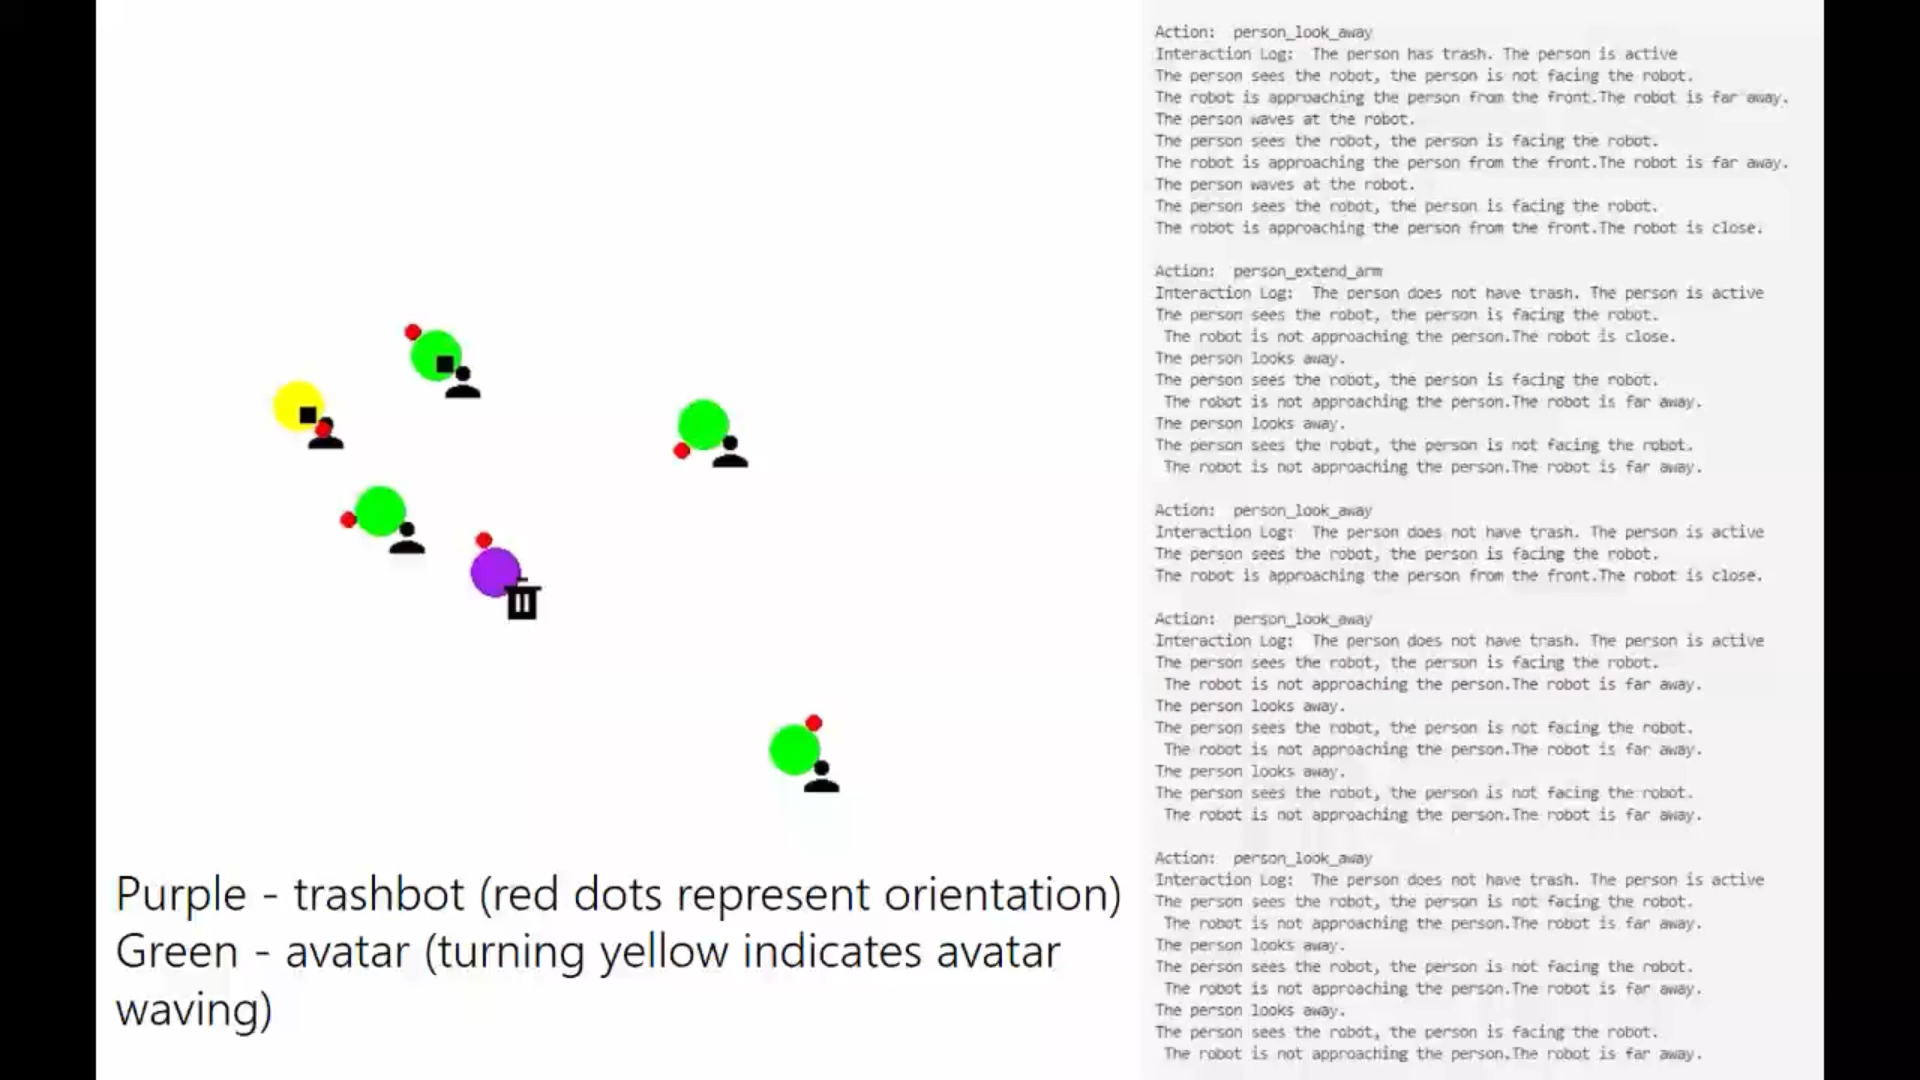 Action:  person_look_away
Interaction Log:  The person has trash. The person is active
The person sees the robot, the person is not facing the robot.
The robot is approaching the person from the front.The robot is far away.
The person waves at the robot.
The person sees the robot, the person is facing the robot.
The robot is approaching the person from the front.The robot is far away.
The person waves at the robot.
The person sees the robot, the person is facing the robot.
The robot is approaching the person from the front.The robot is close.
Action:  person_extend_arm
Interaction Log:  The person does not have trash. The person is active
The person sees the robot, the person is facing the robot.
The robot is not approaching the person.The robot is close.
The person looks away.
The person sees the robot, the person is facing the robot.
The robot is not approaching the person.The robot is far away.
The person looks away.
The person sees the robot, the person is not facing the robot.
The robot is not approaching the person.The robot is far away.
Action:  person_look_away
Interaction Log:  The person does not have trash. The person is active
The person sees the robot, the person is facing the robot.
The robot is approaching the person from the front.The robot is close.
Action:  person_look_away
Interaction Log:  The person does not have trash. The person is active
The person sees the robot, the person is facing the robot.
The robot is not approaching the person.The robot is far away.
The person looks away.
The person sees the robot, the person is not facing the robot.
The robot is not approaching the person.The robot is far away.
The person looks away.
The person sees the robot, the person is not facing the robot.
The robot is not approaching the person.The robot is far away.
Action:  person_look_away
Interaction Log:  The person does not have trash. The person is active
The person sees the robot, the person is not facing the robot.
The robot is not approaching the person.The robot is far away.
The person looks away.
The person sees the robot, the person is not facing the robot.
The robot is not approaching the person.The robot is far away.
The person looks away.
The person sees the robot, the person is facing the robot.
The robot is not approaching the person.The robot is far away.
Purple - trashbot (red dots represent orientation)
Green - avatar (turning yellow indicates avatar
waving)